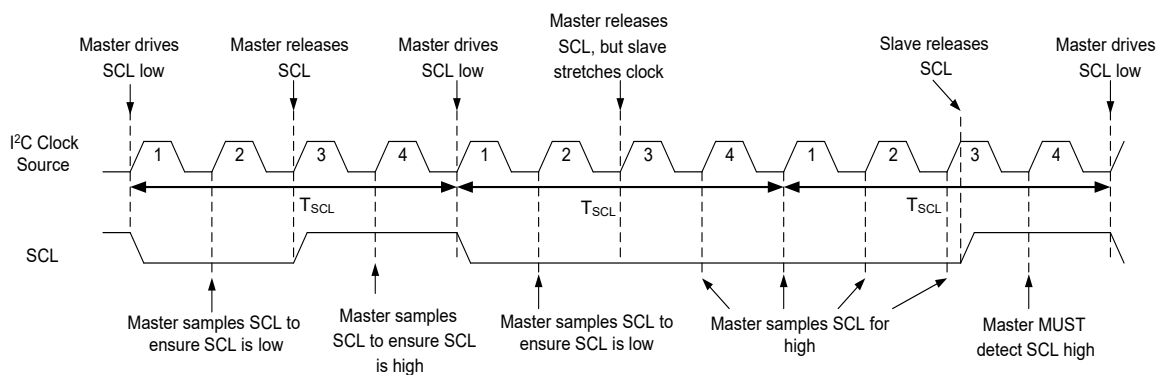 Master drives
SCL low
Master releases
SCL
Master drives
SCL low
Master releases
SCL, but slave
stretches clock
Slave releases
SCL
Master drives
SCL low
I²C Clock
Source
1
2
3
4
1
2
3
4
1
2
3
4
TSCL
TSCL
TSCL
SCL
Master samples SCL to
ensure SCL is low
Master samples
SCL to ensure SCL
is high
Master samples SCL to
ensure SCL is low
Master samples SCL for
high
Master MUST
detect SCL high